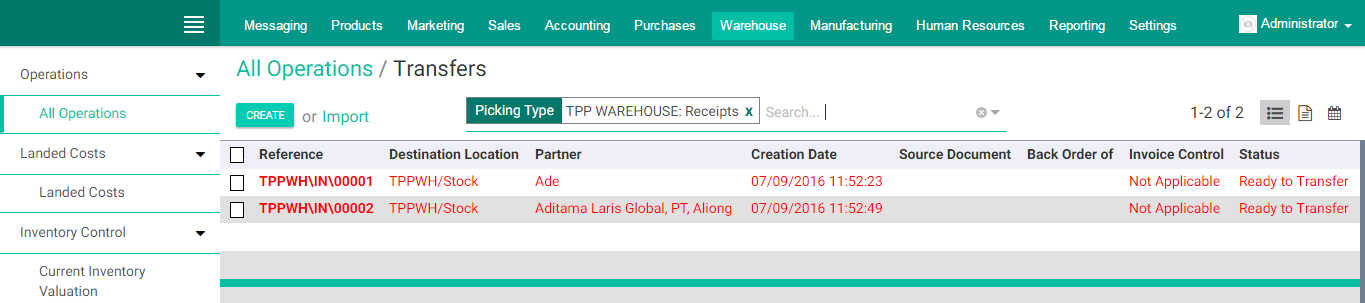 Messaging Products Marketing Sales Accounting Purchases Warehouse Manufacturing Human Resources Reporting Settings Administrator
Operations
All Operations
Landed Costs
Landed Costs
Inventory Control
Current Inventory
Valuation
All Operations / Transfers
CREATE or Import
Picking Type TPP WAREHOUSE: Receipts x Search...
1-2 of 2
Reference Destination Location Partner Creation Date Source Document Back Order of Invoice Control Status
TPPWH\IN\00001 TPPWH/Stock Ade 07/09/2016 11:52:23 Not Applicable Ready to Transfer
TPPWH\IN\00002 TPPWH/Stock Aditama Laris Global, PT, Aliong 07/09/2016 11:52:49 Not Applicable Ready to Transfer